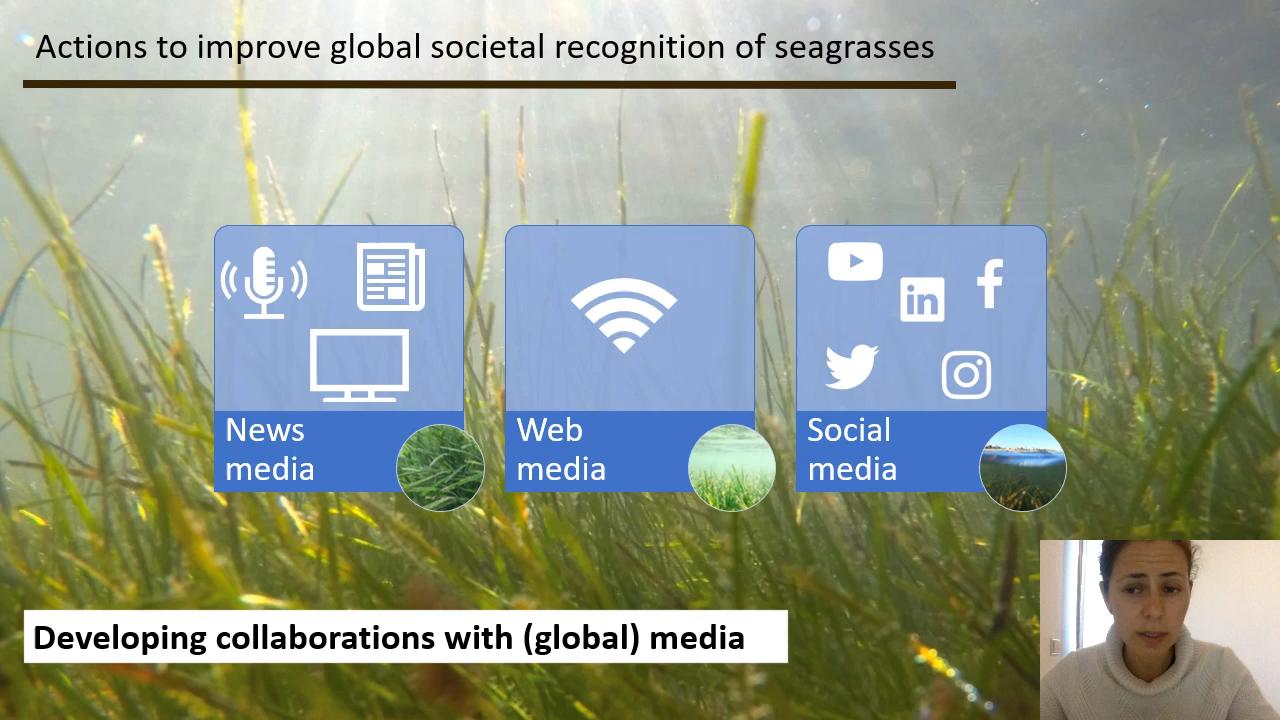 Actions to improve global societal recognition of seagrasses
News
media
Web
media
in
Social
media
Developing collaborations with (global) media